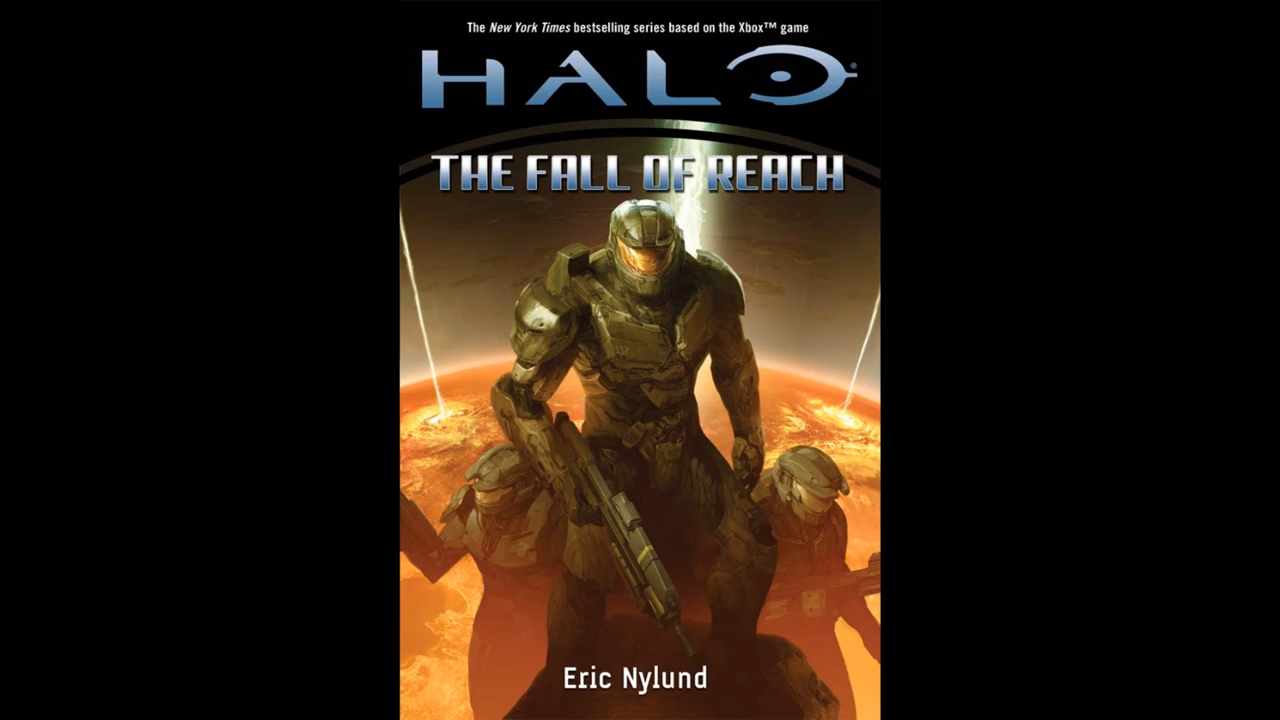 The New York Times bestselling series based on the Xbox™ game
HALO®
THE FALL OF REACH
Eric Nylund